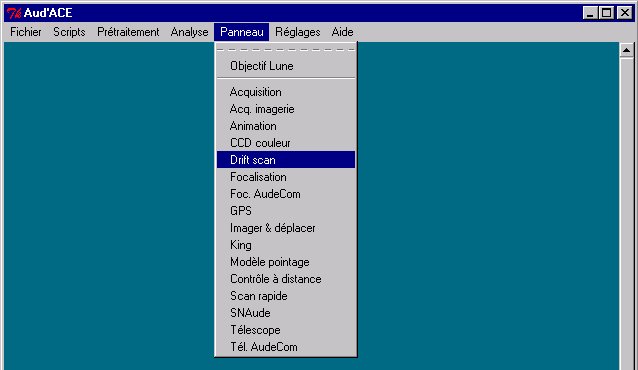 Tk Aud'ACE
Fichier Scripts Prétraitement Analyse Panneau Réglages Aide
Objectif Lune
Acquisition
Acq. imagerie
Animation
CCD couleur
Drift scan
Focalisation
Foc. AudeCom
GPS
Imager & déplacer
King
Modèle pointage
Contrôle à distance
Scan rapide
SNAude
Télescope
Tél. AudeCom